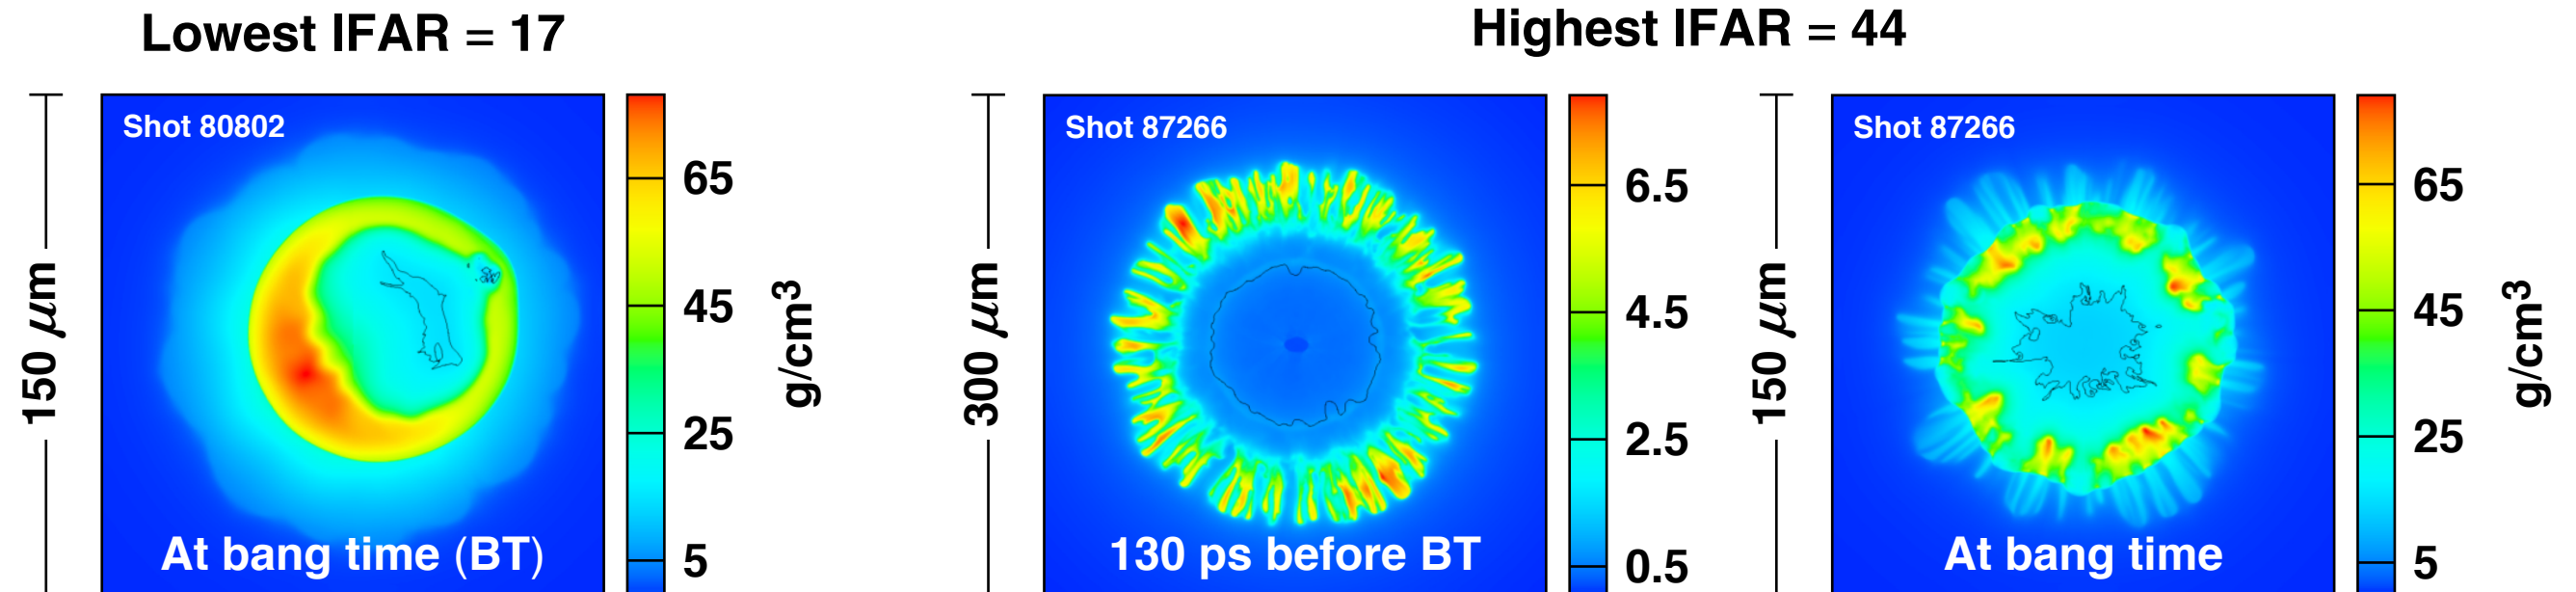 Lowest IFAR = 17
Highest IFAR = 44
150 μm
Shot 80802
At bang time (BT)
65
45
25
5
g/cm³
300 μm
Shot 87266
130 ps before BT
6.5
4.5
2.5
0.5
150 μm
Shot 87266
At bang time
65
45
25
5
g/cm³